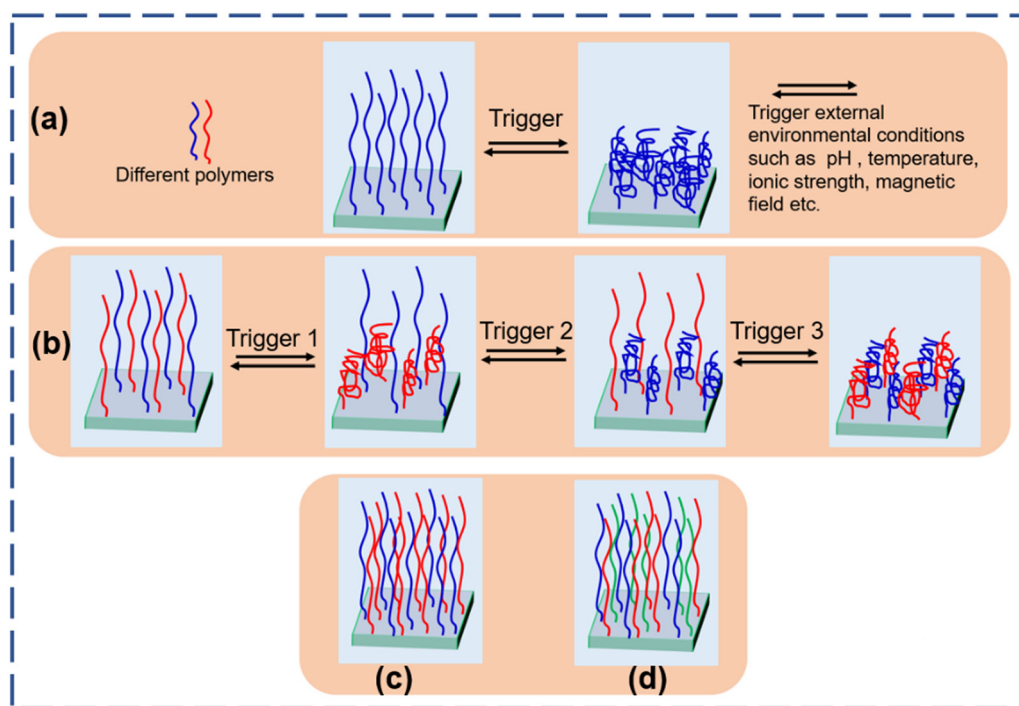 (a)
Different polymers
Trigger
Trigger external
environmental conditions
such as pH , temperature,
ionic strength, magnetic
field etc.
(b)
Trigger 1
Trigger 2
Trigger 3
(c)
(d)